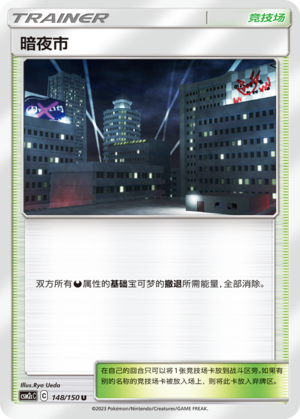 TRAINER
竞技场
暗夜市
双方所有属性的基础宝可梦的撤退所需能量，全部消除。
在自己的回合只可以将1张竞技场卡放到战斗区旁。如果有
别的名称的竞技场卡被放入场上，则将此卡放入弃牌区。
Illus.Ryo Ueda
CSM2c C 148/150 U
©2023 Pokémon/Nintendo/Creatures/GAME FREAK.